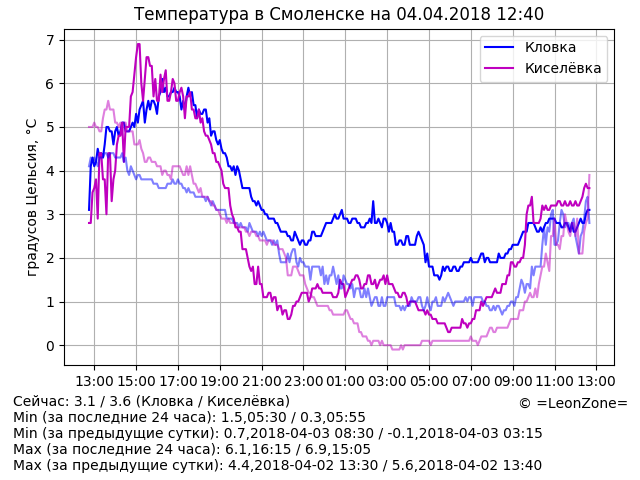 Температура в Смоленске на 04.04.2018 12:40
градусов Цельсия, °C
7
6
5
4
3
2
1
0
Кловка
Киселёвка
13:00 15:00 17:00 19:00 21:00 23:00 01:00 03:00 05:00 07:00 09:00 11:00 13:00
Сейчас: 3.1 / 3.6 (Кловка / Киселёвка)
© =LeonZone=
Min (за последние 24 часа): 1.5,05:30 / 0.3,05:55
Min (за предыдущие сутки): 0.7,2018-04-03 08:30 / -0.1,2018-04-03 03:15
Max (за последние 24 часа): 6.1,16:15 / 6.9,15:05
Max (за предыдущие сутки): 4.4,2018-04-02 13:30 / 5.6,2018-04-02 13:40